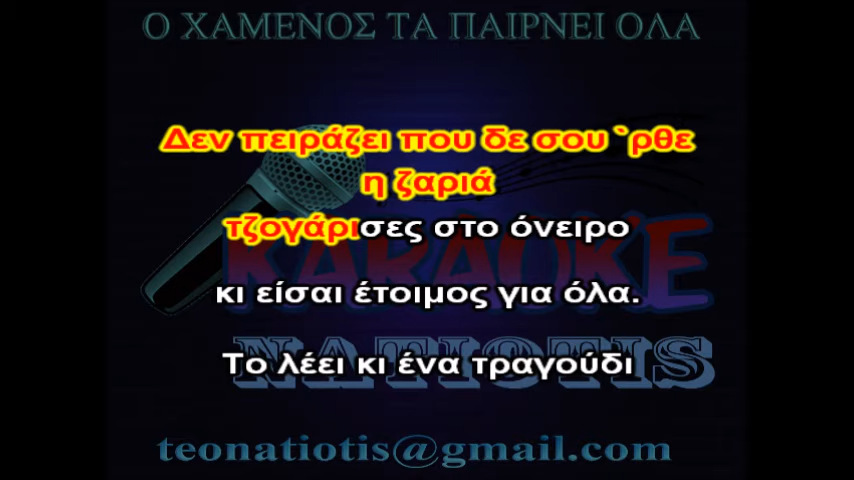 Ο ΧΑΜΕΝΟΣ ΤΑ ΠΑΙΡΝΕΙ ΟΛΑ
Δεν πειράζει που δε σου `ρθε
η ζαριά
τζογάρισες στο όνειρο
KARAOKE
κι είσαι έτοιμος για όλα.
Το λέει κι ένα τραγούδι
NATIOTIS
teonatiotis@gmail.com